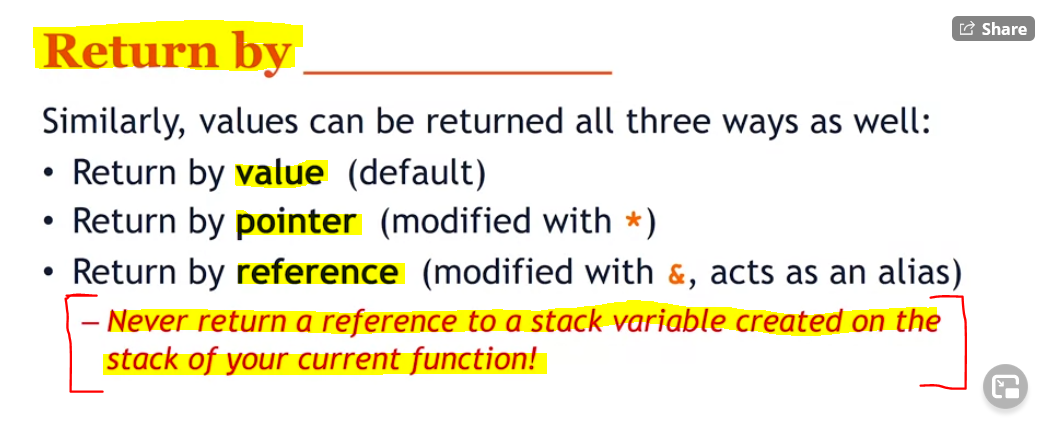 Share
Return by ____________
Similarly, values can be returned all three ways as well:
• Return by value (default)
• Return by pointer (modified with *)
• Return by reference (modified with &, acts as an alias)
– Never return a reference to a stack variable created on the
stack of your current function!